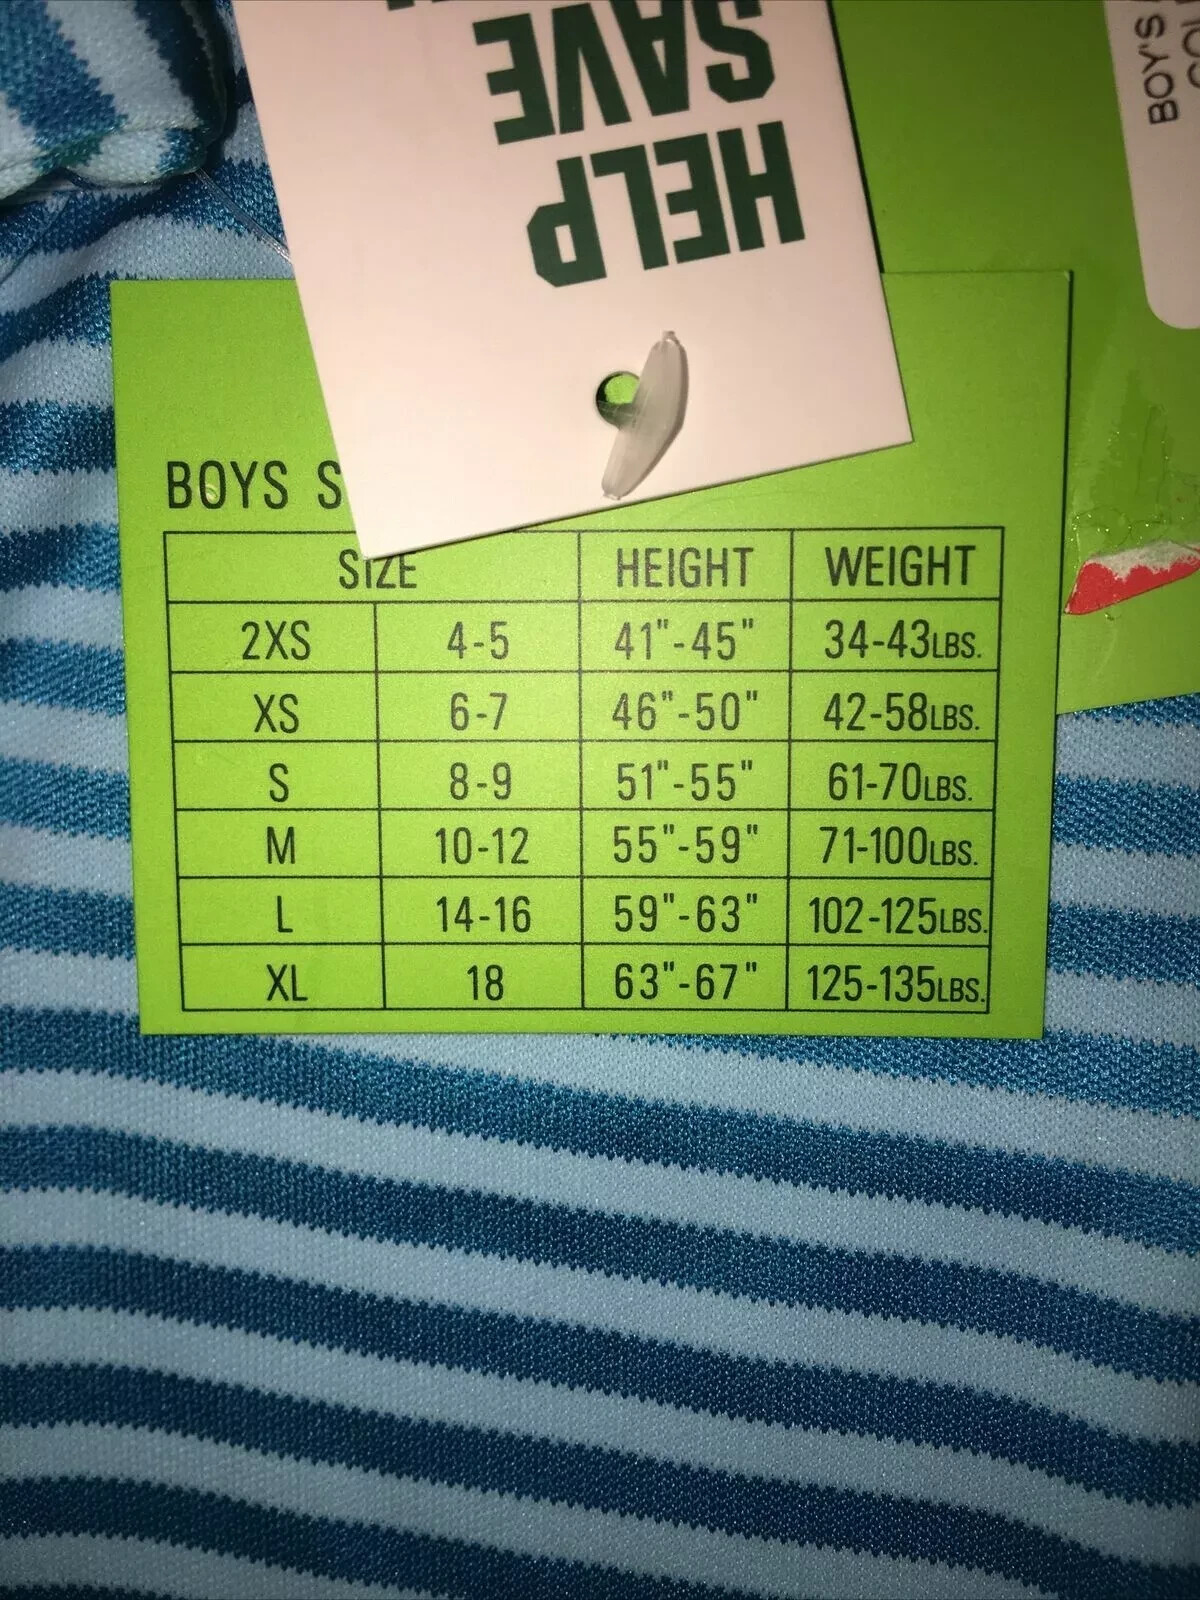 HELP
SAVE
BOY'S
BOYS S
SIZE HEIGHT WEIGHT
2XS 4-5 41"-45" 34-43LBS.
XS 6-7 46"-50" 42-58LBS.
S 8-9 51"-55" 61-70LBS.
M 10-12 55"-59" 71-100LBS.
L 14-16 59"-63" 102-125LBS.
XL 18 63"-67" 125-135LBS.